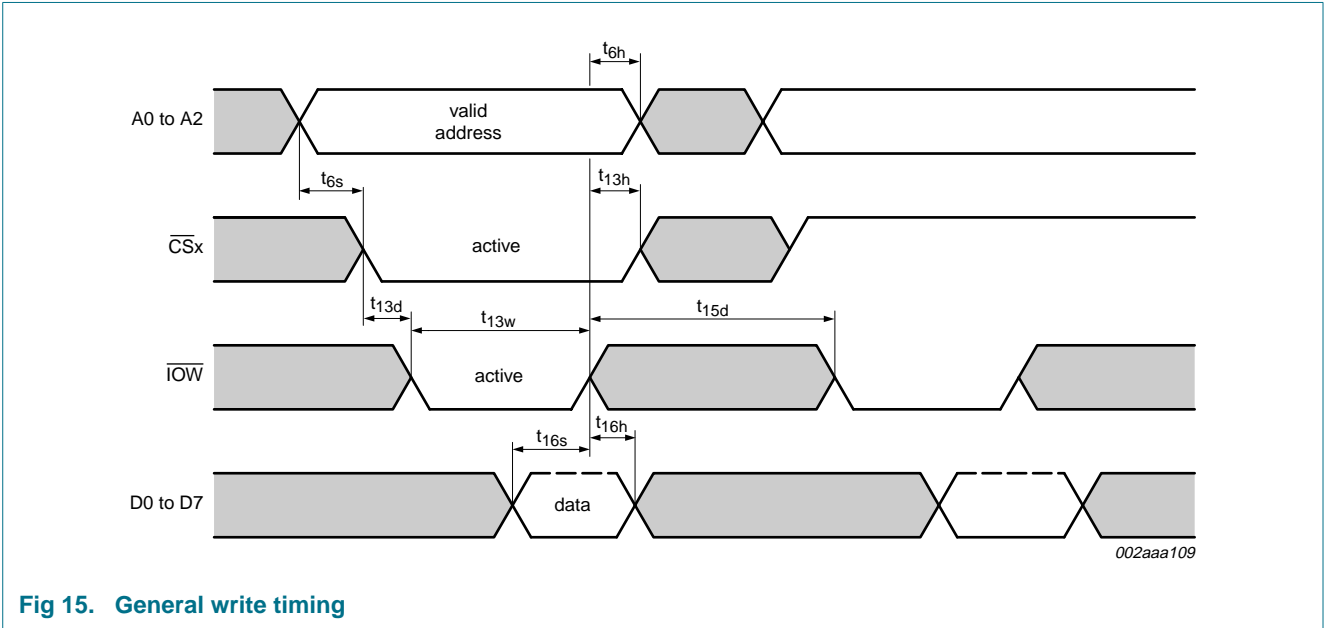 t6h
A0 to A2
valid
address
t6s
t13h
CSx
active
t13d
t13w
t15d
IOW
active
t16s
t16h
D0 to D7
data
002aaa109
Fig 15. General write timing